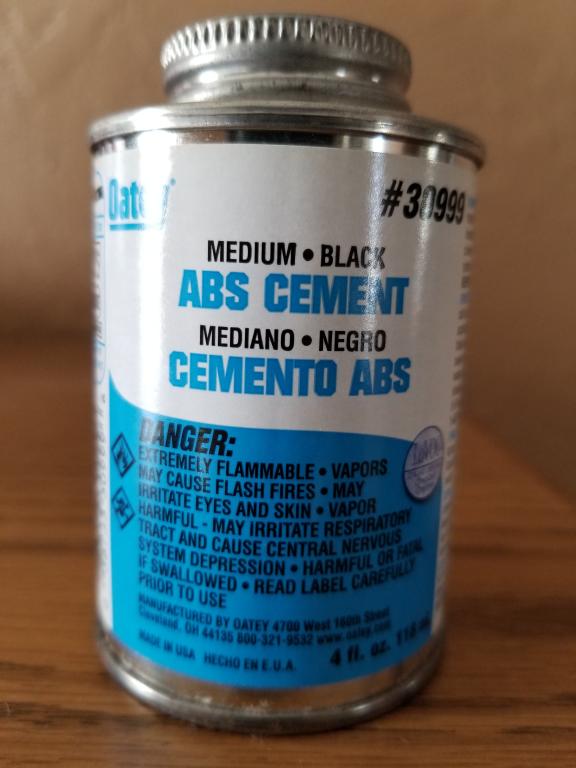 Oatey
#30999
MEDIUM • BLACK
ABS CEMENT
MEDIANO • NEGRO
CEMENTO ABS
DANGER:
EXTREMELY FLAMMABLE • VAPORS
MAY CAUSE FLASH FIRES • MAY
IRRITATE EYES AND SKIN • VAPOR
HARMFUL - MAY IRRITATE RESPIRATORY
TRACT AND CAUSE CENTRAL NERVOUS
SYSTEM DEPRESSION • HARMFUL OR FATAL
IF SWALLOWED • READ LABEL CAREFULLY
PRIOR TO USE
MANUFACTURED BY OATEY 4700 West 160th Street
Cleveland, OH 44135 800-321-9532 www.oatey.com
MADE IN USA HECHO EN E.U.A.
4 fl. oz.